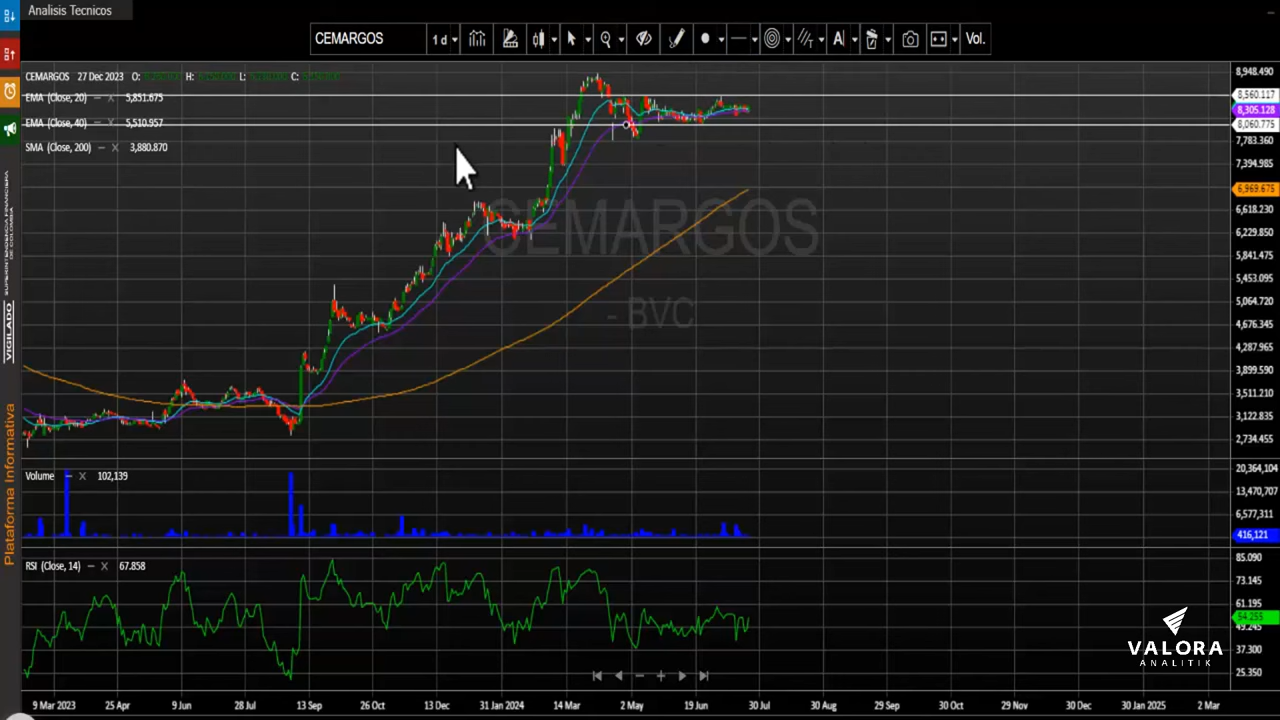 Analisis Tecnicos
CEMARGOS
1 d
A
Vol.
CEMARGOS 27 Dec 2023 O: H: L: C:
EMA (Close, 20) – X 5,851.675
EMA (Close, 40) – X 5,510.957
SMA (Close, 200) – X 3,880.870
8,948.490
8,560.117
8,305.128
8,060.775
7,783.360
7,394.985
6,969.675
6,618.230
6,229.850
5,841.475
5,453.095
5,064.720
4,676.345
4,287.965
3,899.590
3,511.210
3,122.835
2,734.455
CEMARGOS
- BVC
Volume – X 102,139
20,364,104
13,470,707
6,577,311
416,121
RSI (Close, 14) – X 67.858
85.090
73.145
61.195
54.255
49.245
37.300
25.350
9 Mar 2023 25 Apr 9 Jun 28 Jul 13 Sep 26 Oct 13 Dec 31 Jan 2024 14 Mar 2 May 19 Jun 30 Jul 30 Aug 29 Sep 30 Oct 30 Nov 30 Dec 30 Jan 2025 2 Mar
VALORA
ANALITIK
VIGILADO
SUPERINTENDENCIA FINANCIERA
DE COLOMBIA
Plataforma Informativa